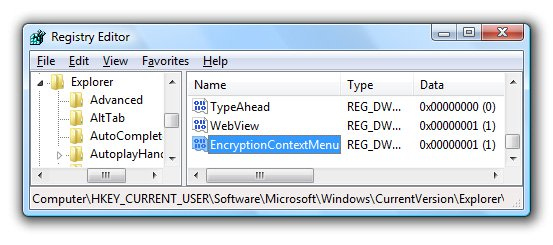 Registry Editor
File Edit View Favorites Help
Explorer
Advanced
AltTab
AutoComplet
AutoplayHan
Name Type Data
TypeAhead REG_DW... 0x00000000 (0)
WebView REG_DW... 0x00000001 (1)
EncryptionContextMenu REG_DW... 0x00000001 (1)
Computer\HKEY_CURRENT_USER\Software\Microsoft\Windows\CurrentVersion\Explorer\